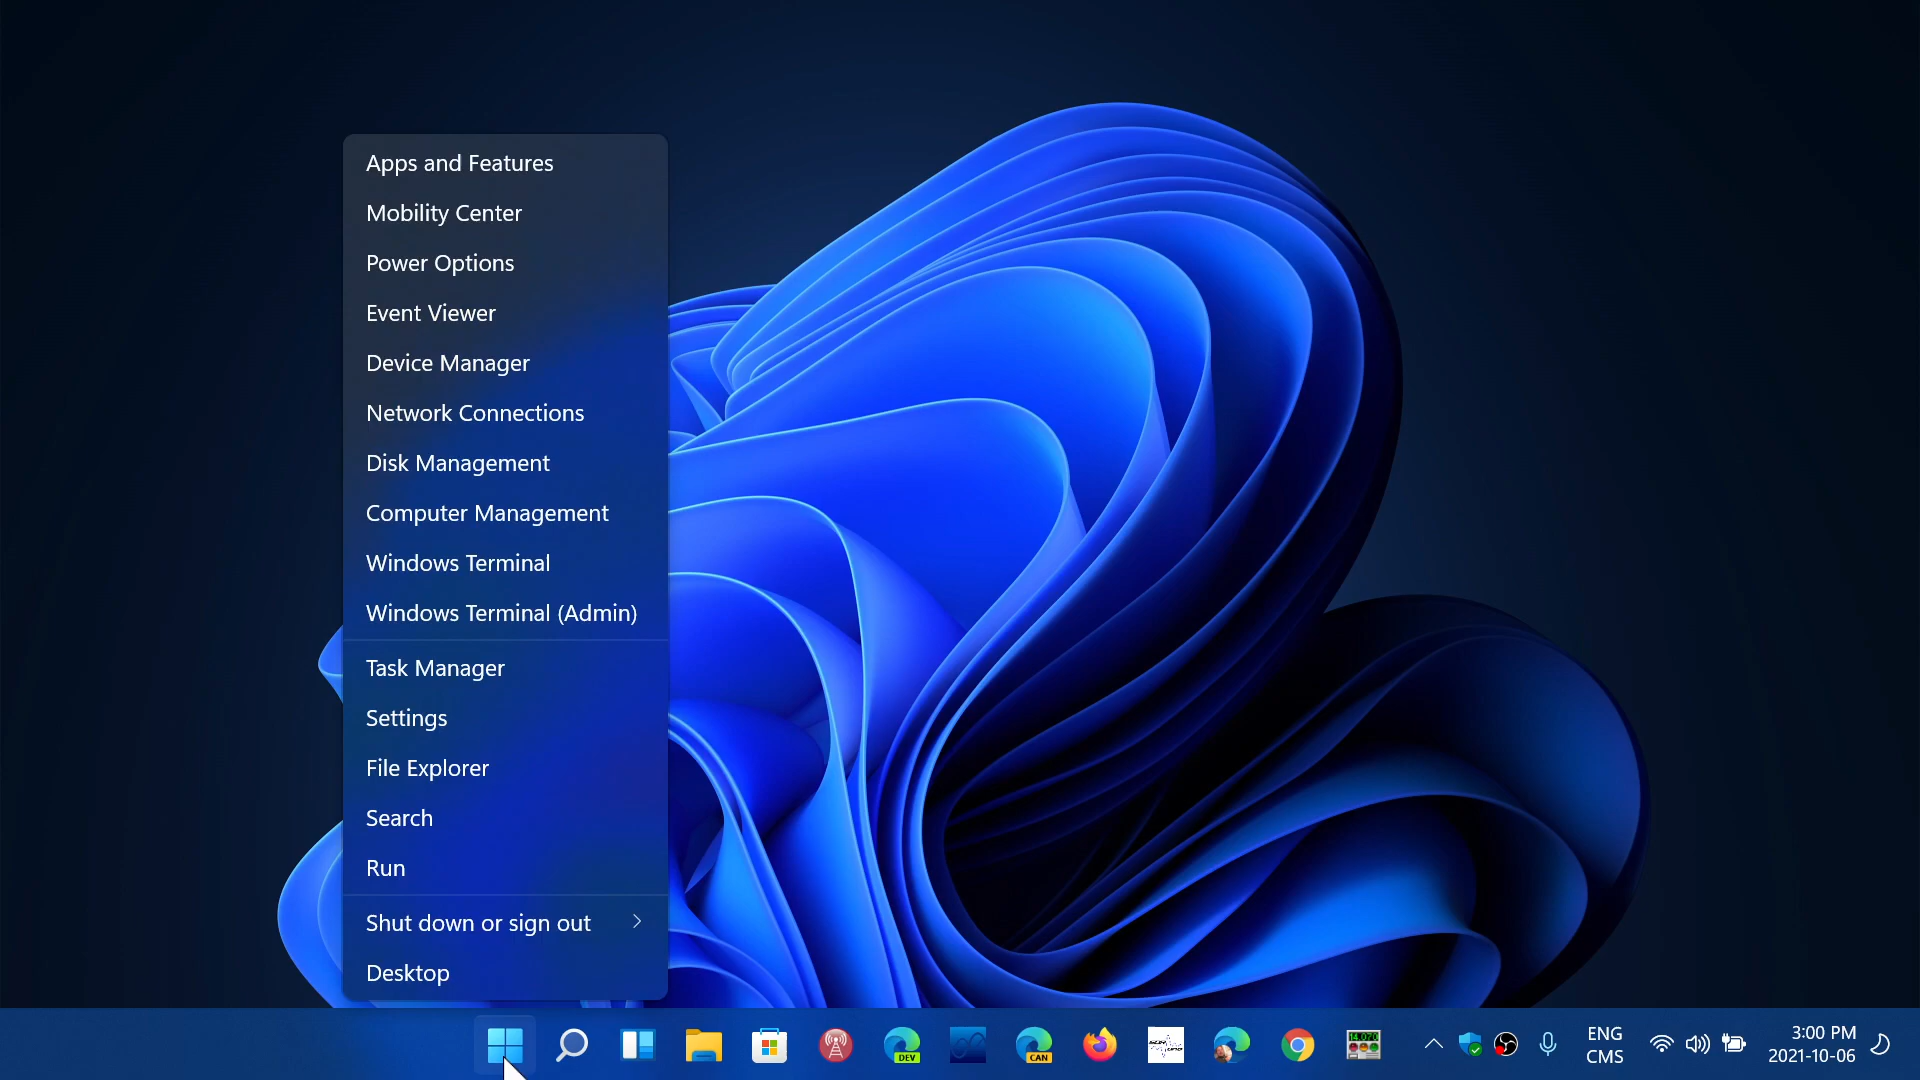 Apps and Features
Mobility Center
Power Options
Event Viewer
Device Manager
Network Connections
Disk Management
Computer Management
Windows Terminal
Windows Terminal (Admin)
Task Manager
Settings
File Explorer
Search
Run
Shut down or sign out
Desktop
DEV
CAN
ENG
CMS
3:00 PM
2021-10-06